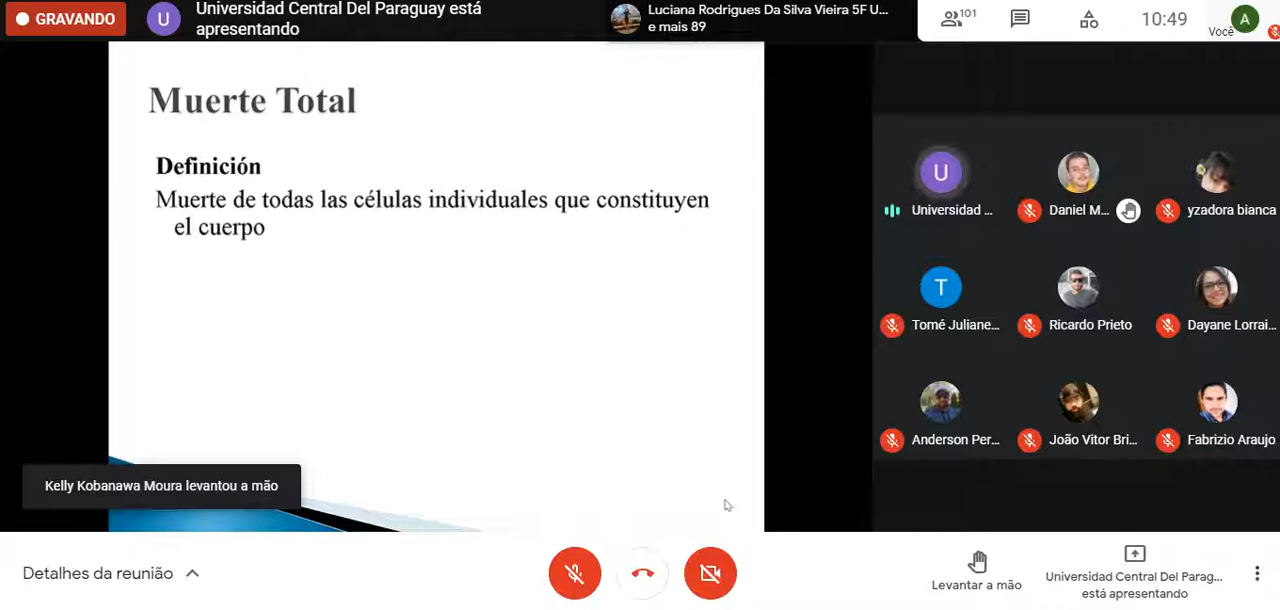 GRAVANDO
U
Universidad Central Del Paraguay está
apresentando
Luciana Rodrigues Da Silva Vieira 5F U...
e mais 89
101
10:49
Você
A
Muerte Total
Definición
Muerte de todas las células individuales que constituyen
el cuerpo
U
Universidad ...
Daniel M...
yzadora bianca
T
Tomé Juliane...
Ricardo Prieto
Dayane Lorrai...
Anderson Per...
João Vitor Bri...
Fabrizio Araujo
Kelly Kobanawa Moura levantou a mão
Detalhes da reunião
Levantar a mão
Universidad Central Del Parag...
está apresentando